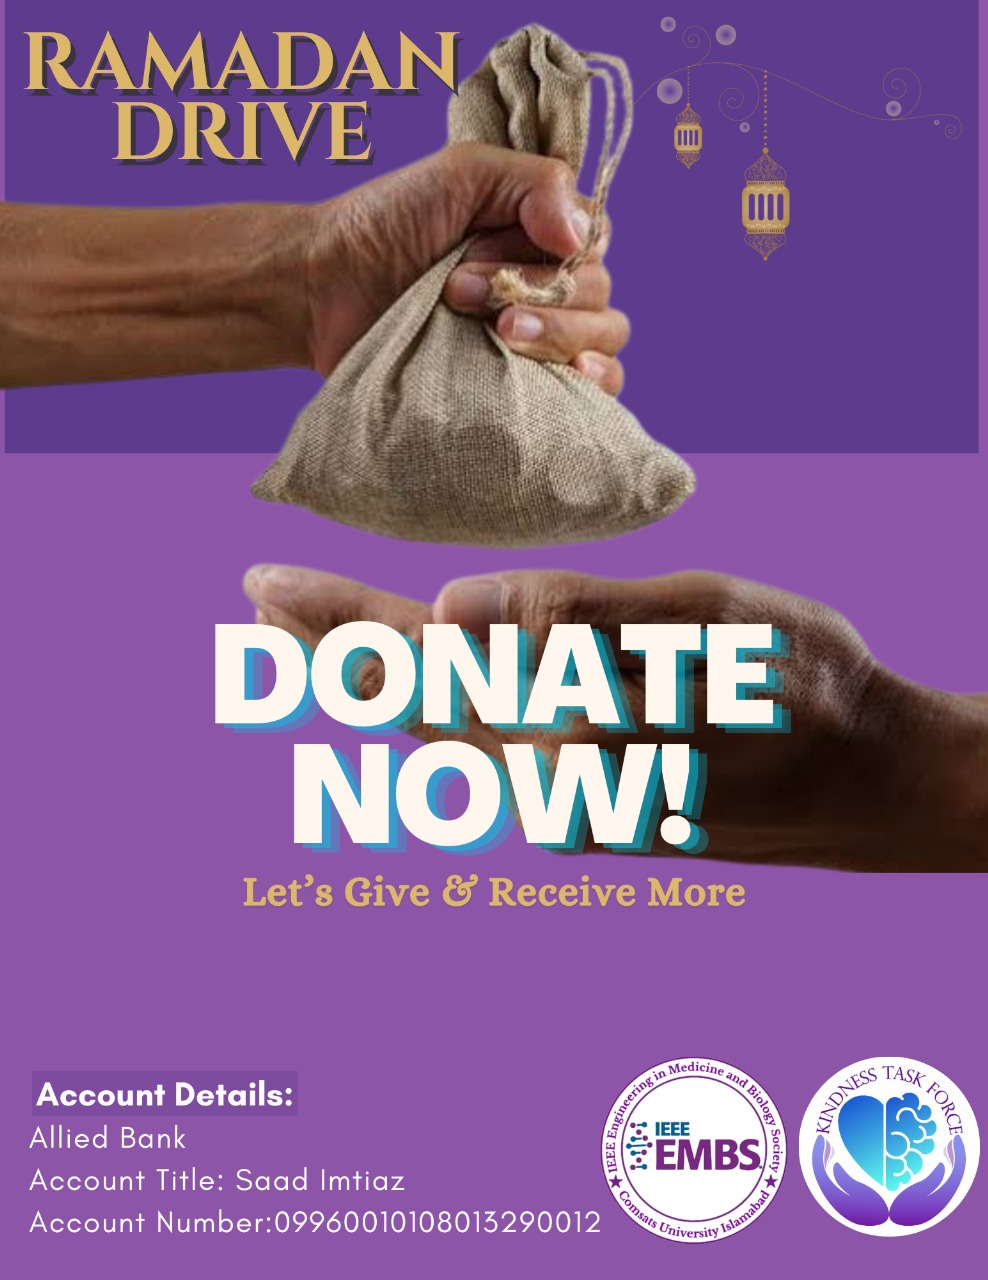 RAMADAN
DRIVE
DONATE
NOW!
Let's Give & Receive More
Account Details:
Allied Bank
Account Title: Saad Imtiaz
Account Number:09960010108013290012
IEEE Engineering in Medicine and Biology Society
IEEE
EMBS
Comsats University Islamabad
KINDNESS TASK FORCE